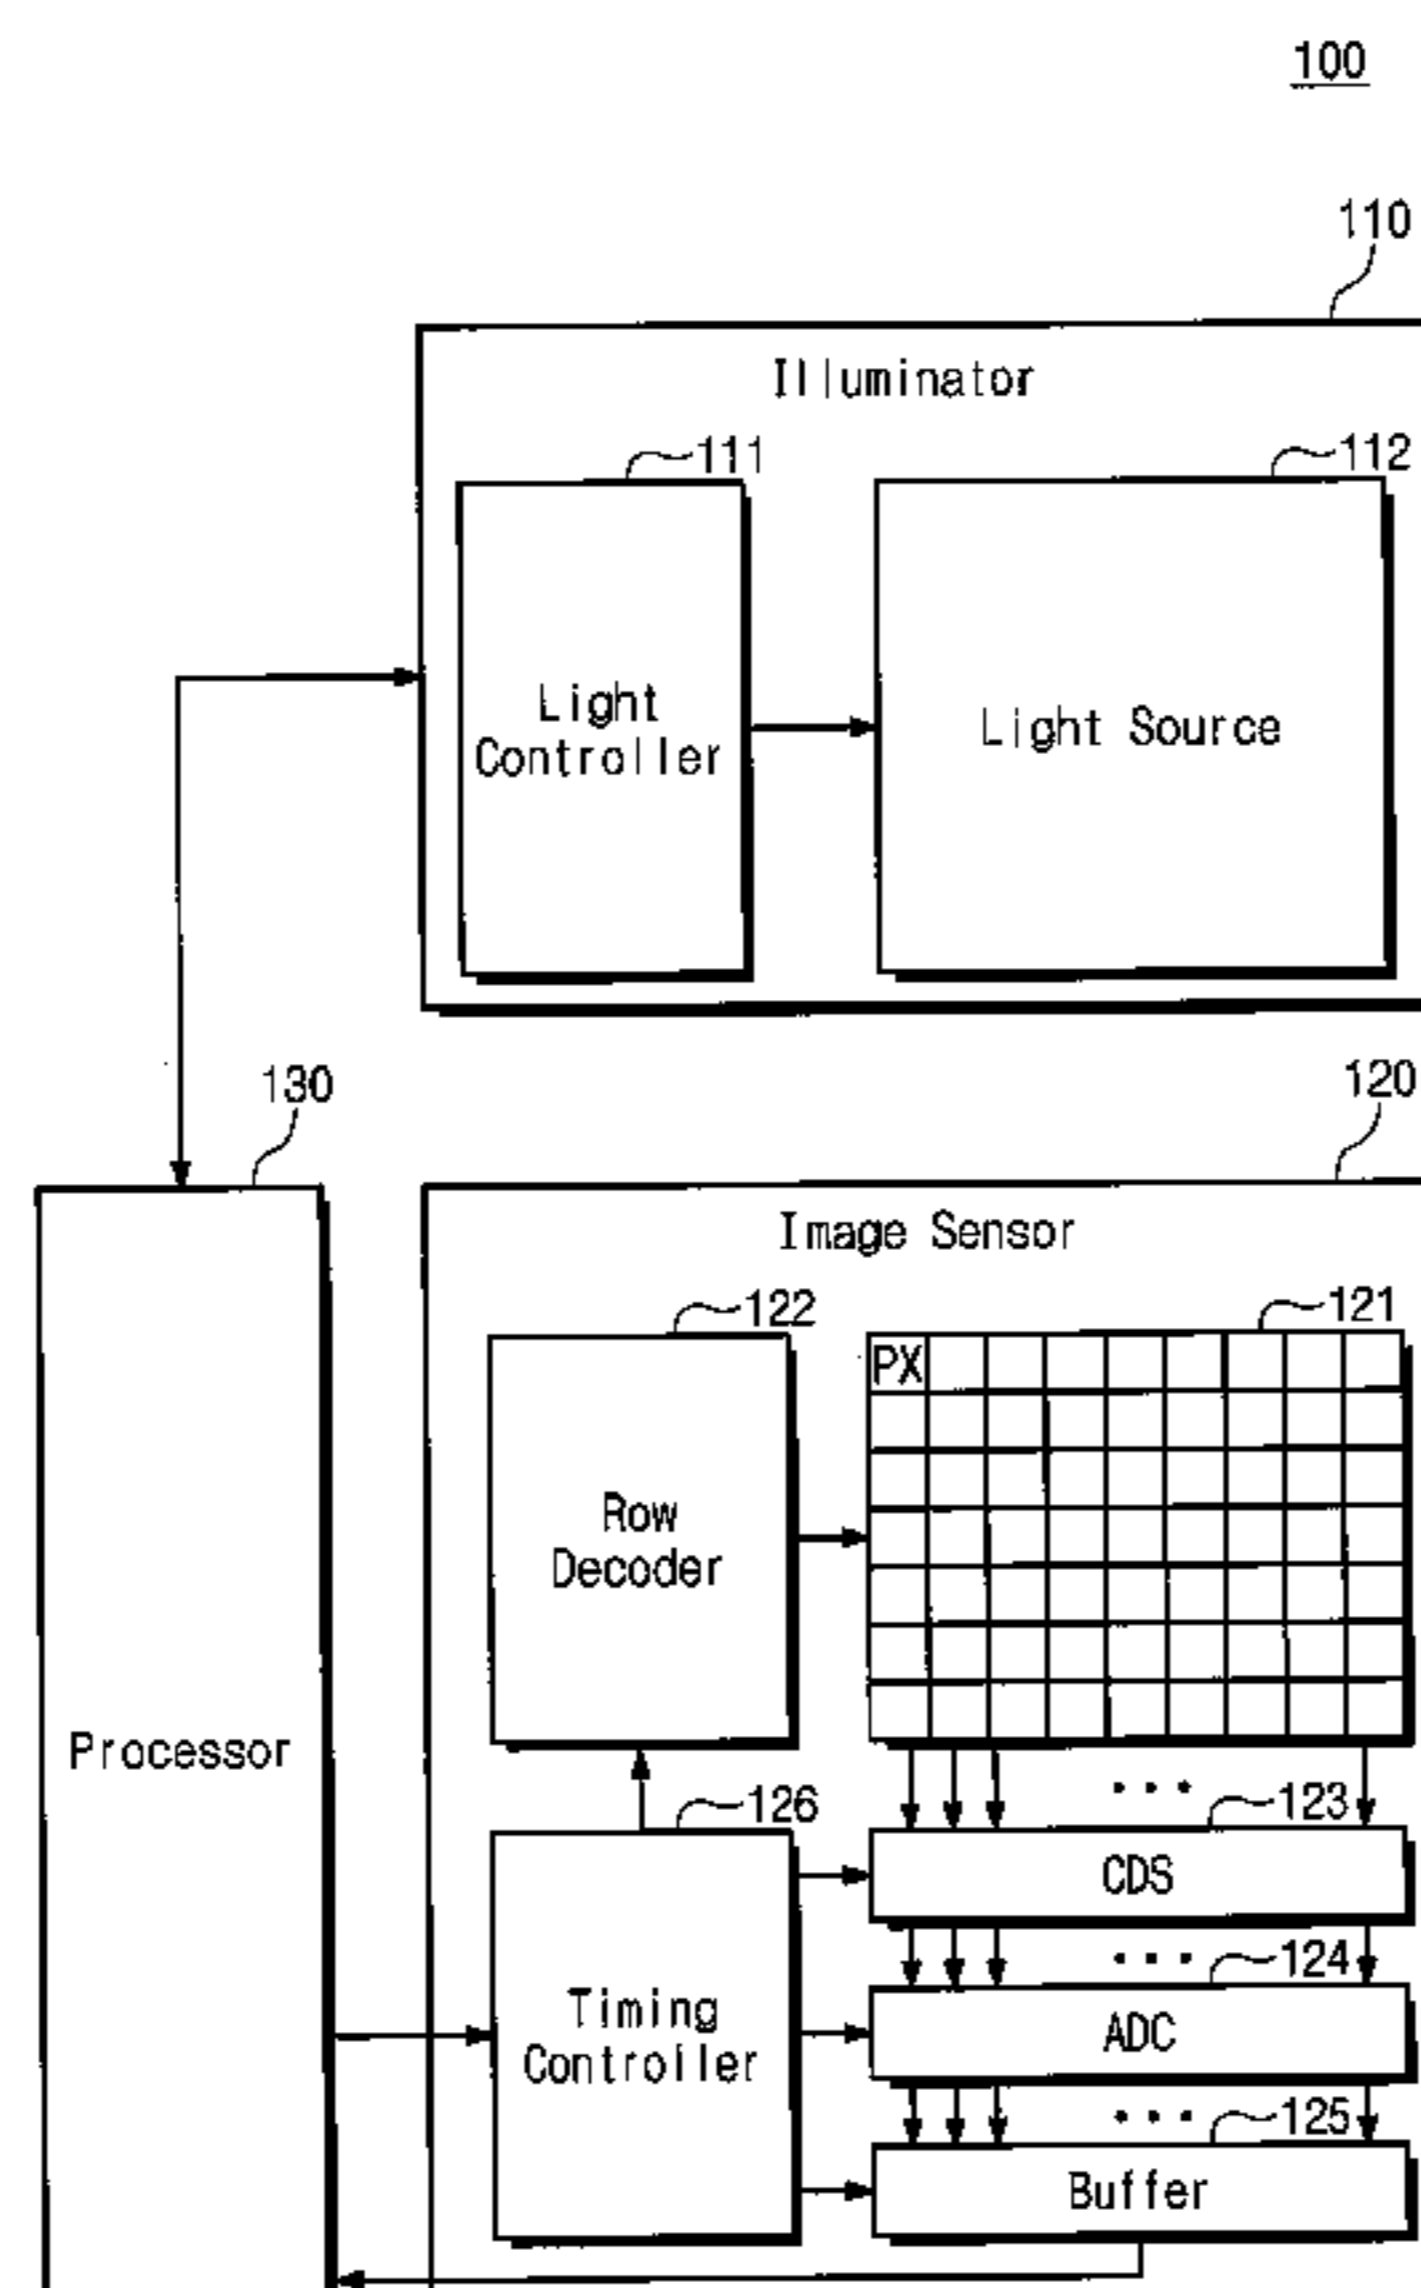 100
110
Illuminator
111
112
Light
Controller
Light Source
130
120
Image Sensor
122
121
PX
Row
Decoder
Processor
126
123
CDS
124
Timing
Controller
ADC
125
Buffer